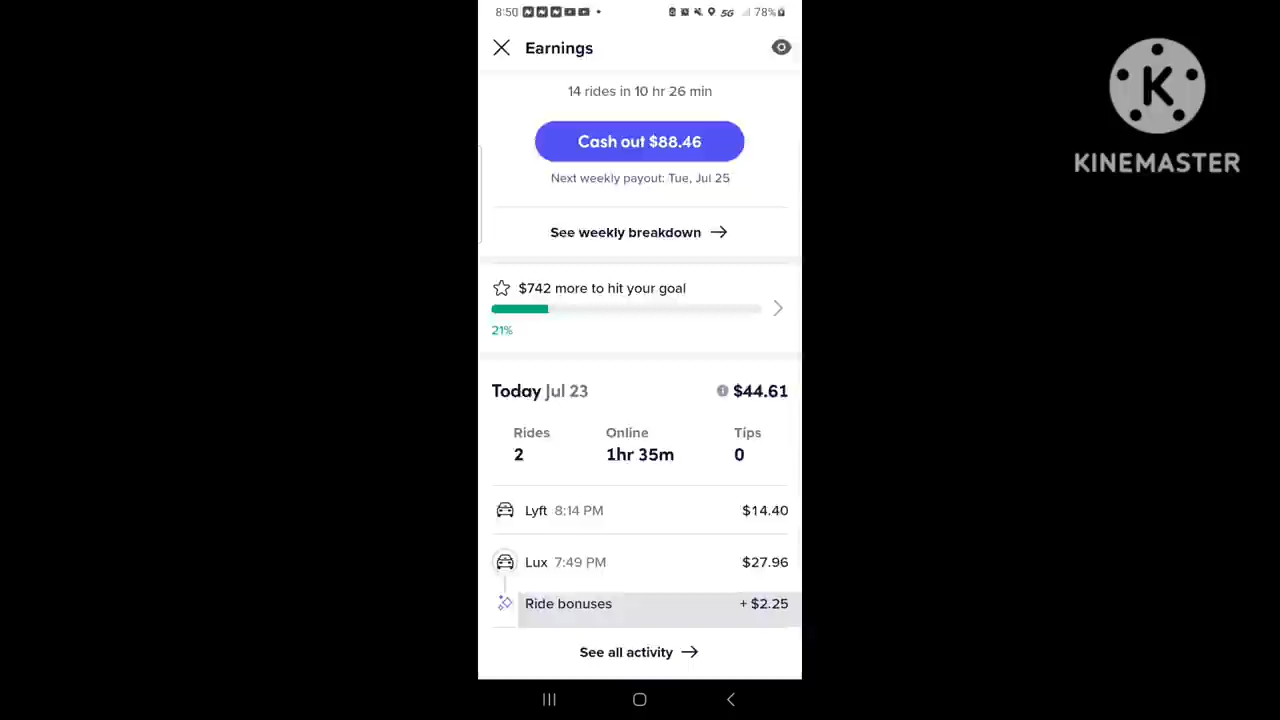 8:50
5G
78%
Earnings
14 rides in 10 hr 26 min
Cash out $88.46
Next weekly payout: Tue, Jul 25
See weekly breakdown
$742 more to hit your goal
21%
Today Jul 23 $44.61
Rides Online Tips
2 1hr 35m 0
Lyft 8:14 PM $14.40
Lux 7:49 PM $27.96
Ride bonuses + $2.25
See all activity
K
KINEMASTER